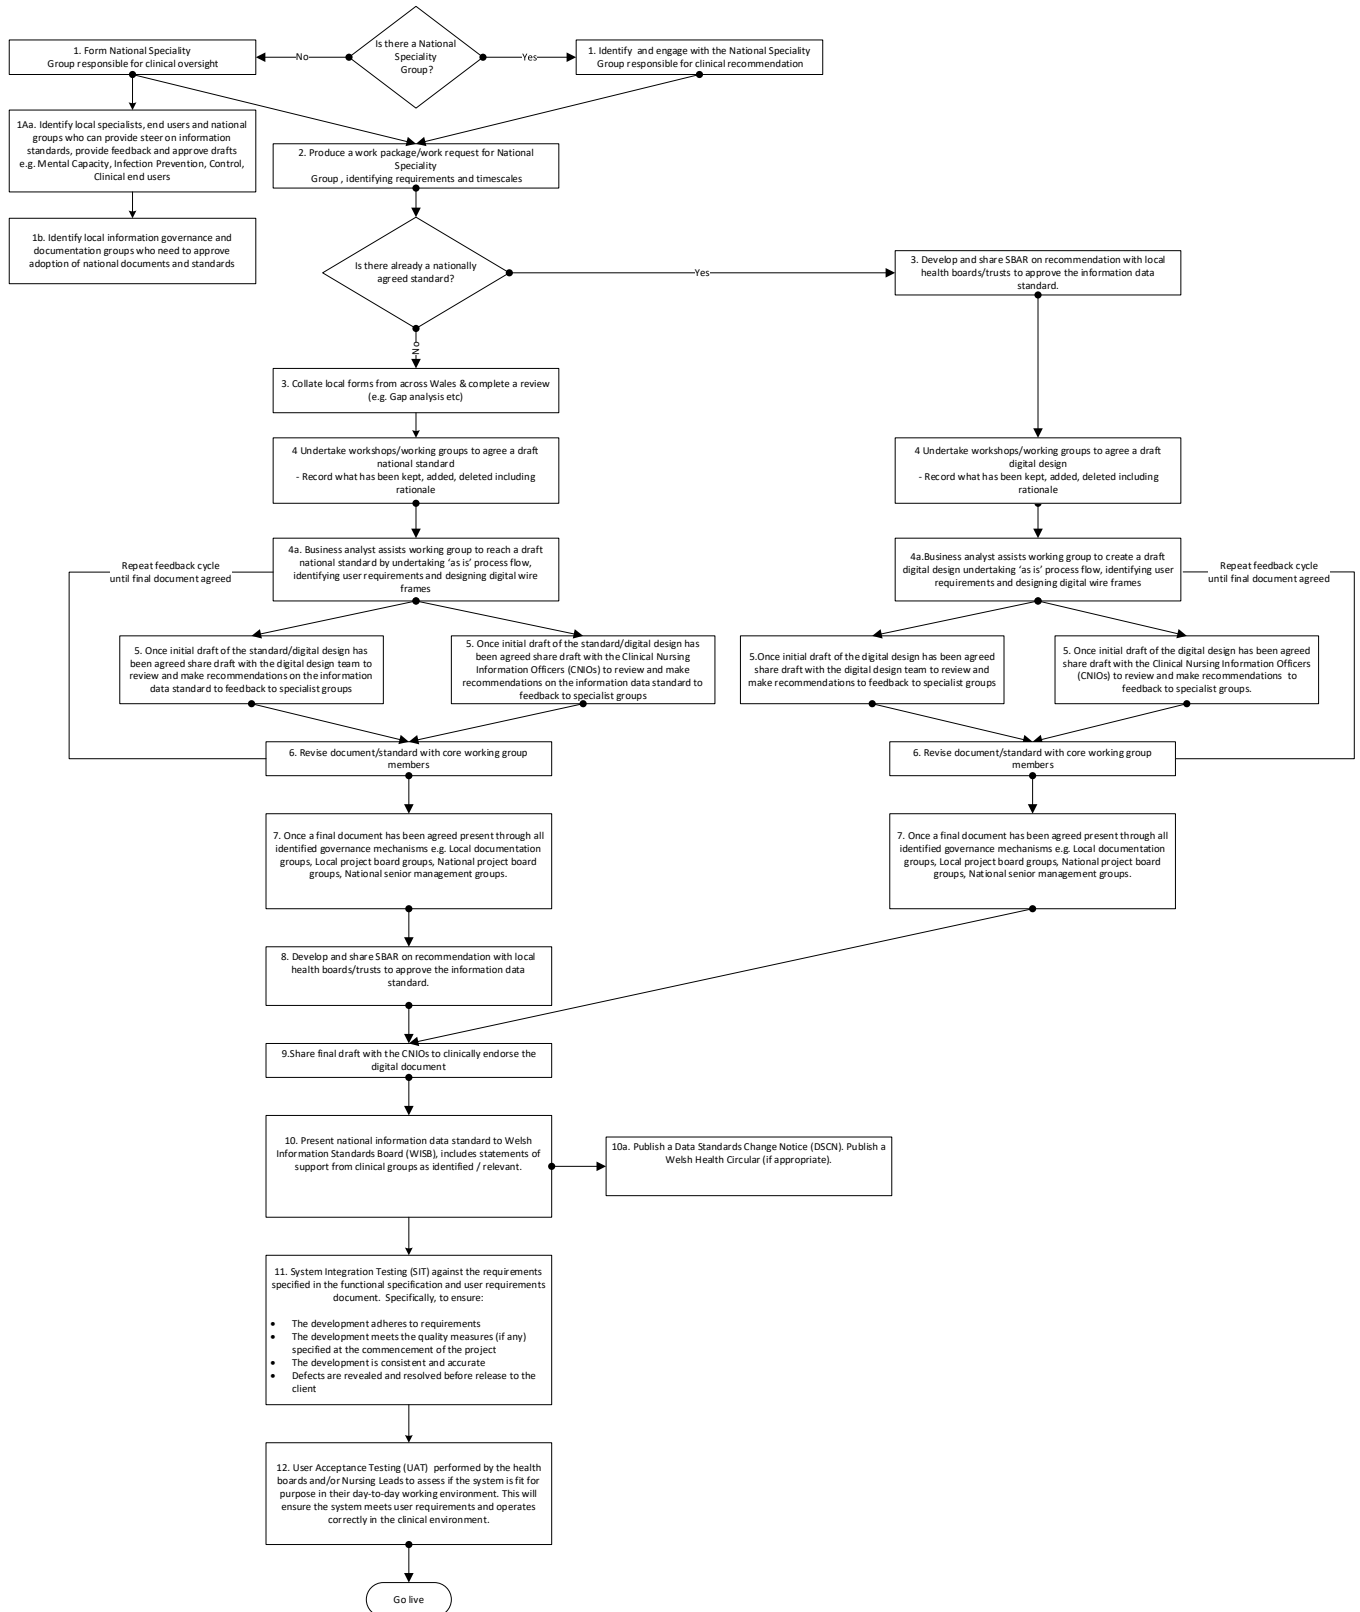 Is there a National
Speciality
Group?
No
Yes
1. Form National Speciality
Group responsible for clinical oversight
1. Identify and engage with the National Speciality
Group responsible for clinical recommendation
1Aa. Identify local specialists, end users and national
groups who can provide steer on information
standards, provide feedback and approve drafts
e.g. Mental Capacity, Infection Prevention, Control,
Clinical end users
2. Produce a work package/work request for National
Speciality
Group , identifying requirements and timescales
1b. Identify local information governance and
documentation groups who need to approve
adoption of national documents and standards
Is there already a nationally
agreed standard?
Yes
3. Develop and share SBAR on recommendation with local
health boards/trusts to approve the information data
standard.
No
3. Collate local forms from across Wales & complete a review
(e.g. Gap analysis etc)
4 Undertake workshops/working groups to agree a draft
national standard
- Record what has been kept, added, deleted including
rationale
4 Undertake workshops/working groups to agree a draft
digital design
- Record what has been kept, added, deleted including
rationale
Repeat feedback cycle
until final document agreed
4a. Business analyst assists working group to reach a draft
national standard by undertaking ‘as is’ process flow,
identifying user requirements and designing digital wire
frames
4a.Business analyst assists working group to create a draft
digital design undertaking ‘as is’ process flow, identifying user
requirements and designing digital wire frames
Repeat feedback cycle
until final document agreed
5. Once initial draft of the standard/digital design has
been agreed share draft with the digital design team to
review and make recommendations on the information
data standard to feedback to specialist groups
5. Once initial draft of the standard/digital design has
been agreed share draft with the Clinical Nursing
Information Officers (CNIOs) to review and make
recommendations on the information data standard to
feedback to specialist groups
5.Once initial draft of the digital design has been agreed
share draft with the digital design team to review and
make recommendations to feedback to specialist groups
5. Once initial draft of the digital design has been agreed
share draft with the Clinical Nursing Information Officers
(CNIOs) to review and make recommendations to
feedback to specialist groups.
6. Revise document/standard with core working group
members
6. Revise document/standard with core working group
members
7. Once a final document has been agreed present through all
identified governance mechanisms e.g. Local documentation
groups, Local project board groups, National project board
groups, National senior management groups.
7. Once a final document has been agreed present through all
identified governance mechanisms e.g. Local documentation
groups, Local project board groups, National project board
groups, National senior management groups.
8. Develop and share SBAR on recommendation with local
health boards/trusts to approve the information data
standard.
9.Share final draft with the CNIOs to clinically endorse the
digital document
10. Present national information data standard to Welsh
Information Standards Board (WISB), includes statements of
support from clinical groups as identified / relevant.
10a. Publish a Data Standards Change Notice (DSCN). Publish a
Welsh Health Circular (if appropriate).
11. System Integration Testing (SIT) against the requirements
specified in the functional specification and user requirements
document. Specifically, to ensure:
• The development adheres to requirements
• The development meets the quality measures (if any)
specified at the commencement of the project
• The development is consistent and accurate
• Defects are revealed and resolved before release to the
client
12. User Acceptance Testing (UAT) performed by the health
boards and/or Nursing Leads to assess if the system is fit for
purpose in their day-to-day working environment. This will
ensure the system meets user requirements and operates
correctly in the clinical environment.
Go live